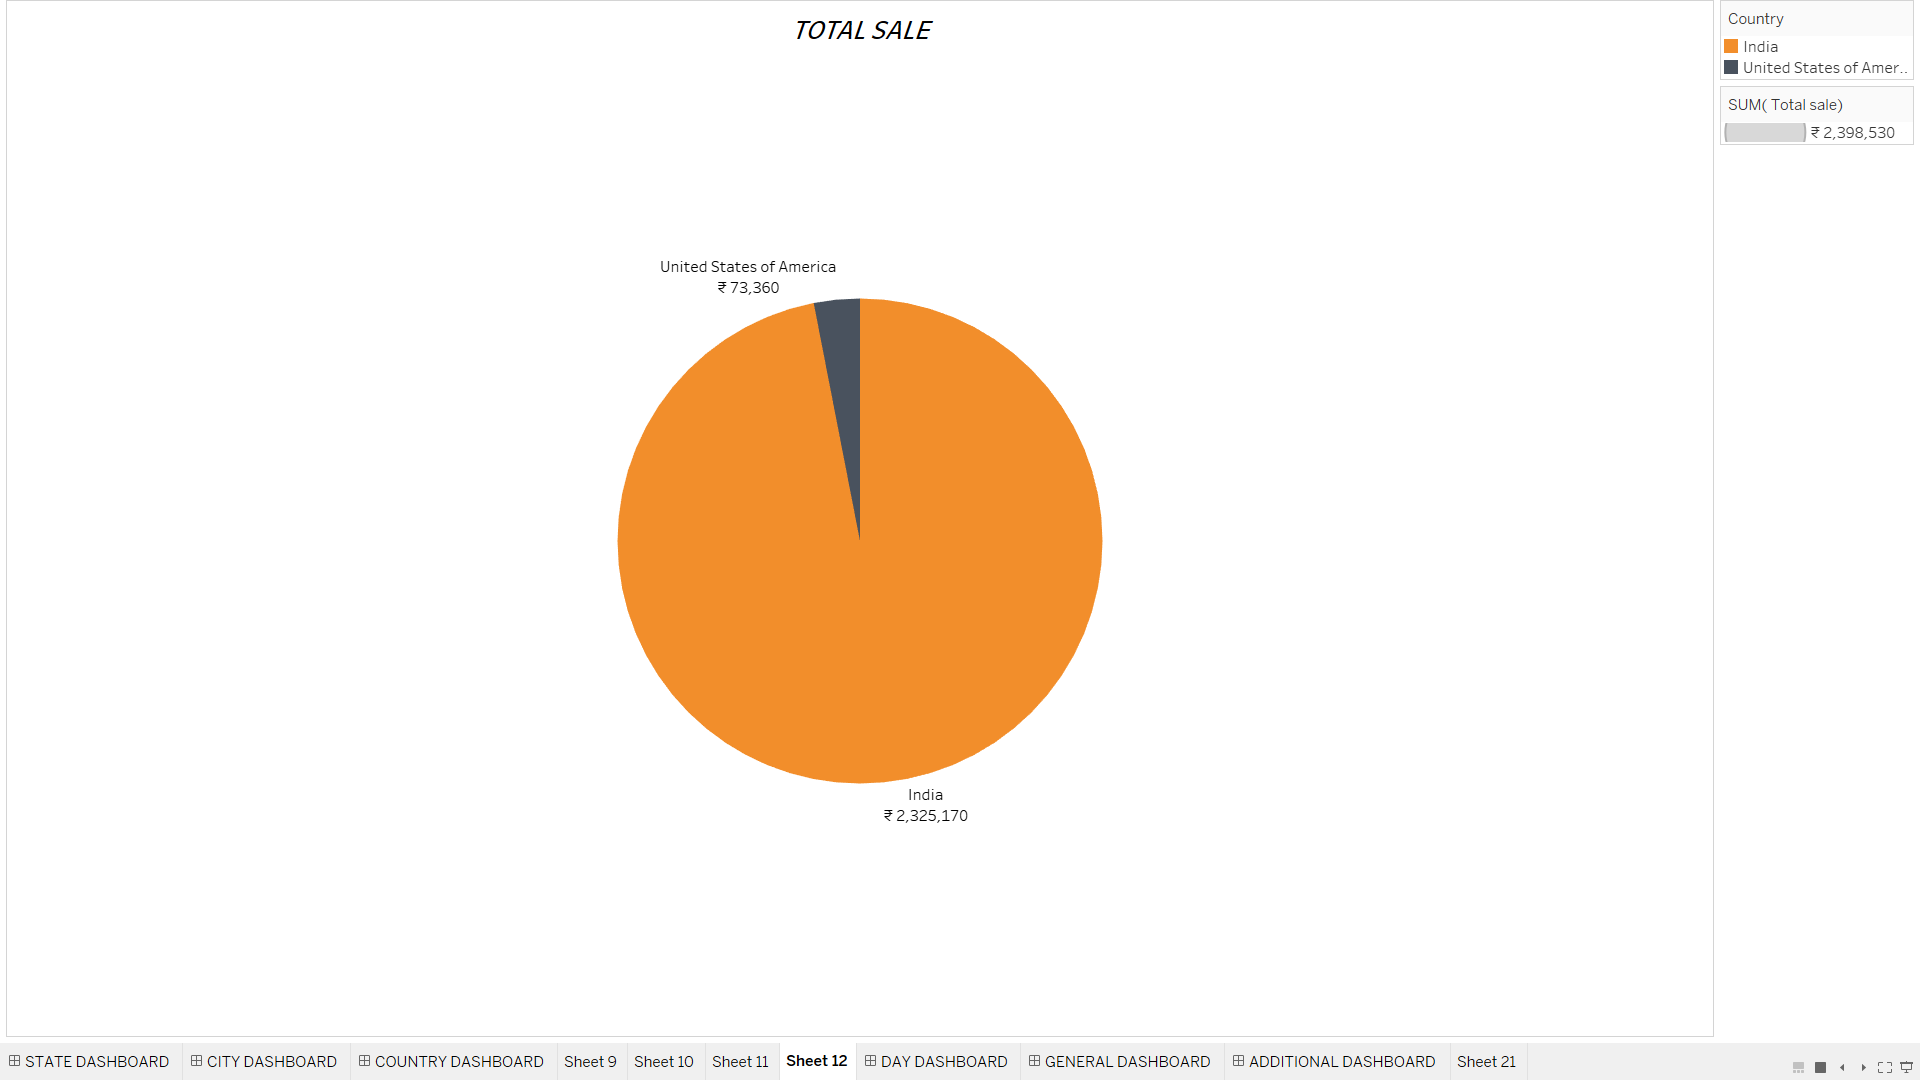 TOTAL SALE
Country
India
United States of Amer..
SUM( Total sale)
₹ 2,398,530
United States of America
₹ 73,360
India
₹ 2,325,170
STATE DASHBOARD
CITY DASHBOARD
COUNTRY DASHBOARD
Sheet 9
Sheet 10
Sheet 11
Sheet 12
DAY DASHBOARD
GENERAL DASHBOARD
ADDITIONAL DASHBOARD
Sheet 21